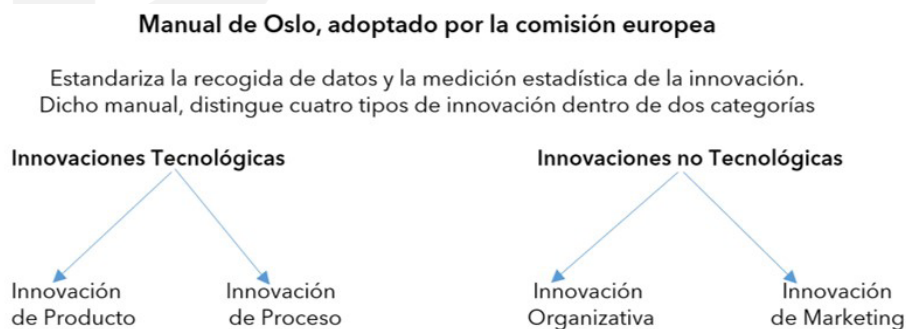 Manual de Oslo, adoptado por la comisión europea
Estandariza la recogida de datos y la medición estadística de la innovación.
Dicho manual, distingue cuatro tipos de innovación dentro de dos categorías
Innovaciones Tecnológicas
Innovaciones no Tecnológicas
Innovación
de Producto
Innovación
de Proceso
Innovación
Organizativa
Innovación
de Marketing